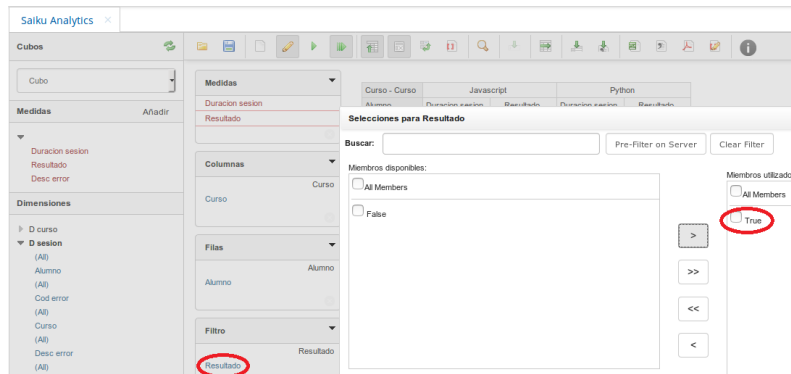 Saiku Analytics ×
Cubos
Cubo
Medidas Añadir
Duracion sesion
Resultado
Desc error
Dimensiones
D curso
D sesion
(All)
Alumno
(All)
Cod error
(All)
Curso
(All)
Desc error
(All)
Medidas
Duracion sesion
Resultado
Columnas
Curso
Curso
Filas
Alumno
Alumno
Filtro
Resultado
Resultado
Curso - Curso Javascript Python
Alumno Duracion sesion Resultado Duracion sesion Resultado
Selecciones para Resultado
Buscar: Pre-Filter on Server Clear Filter
Miembros disponibles:
All Members
False
>
>>
<<
<
Miembros utilizado
All Members
True